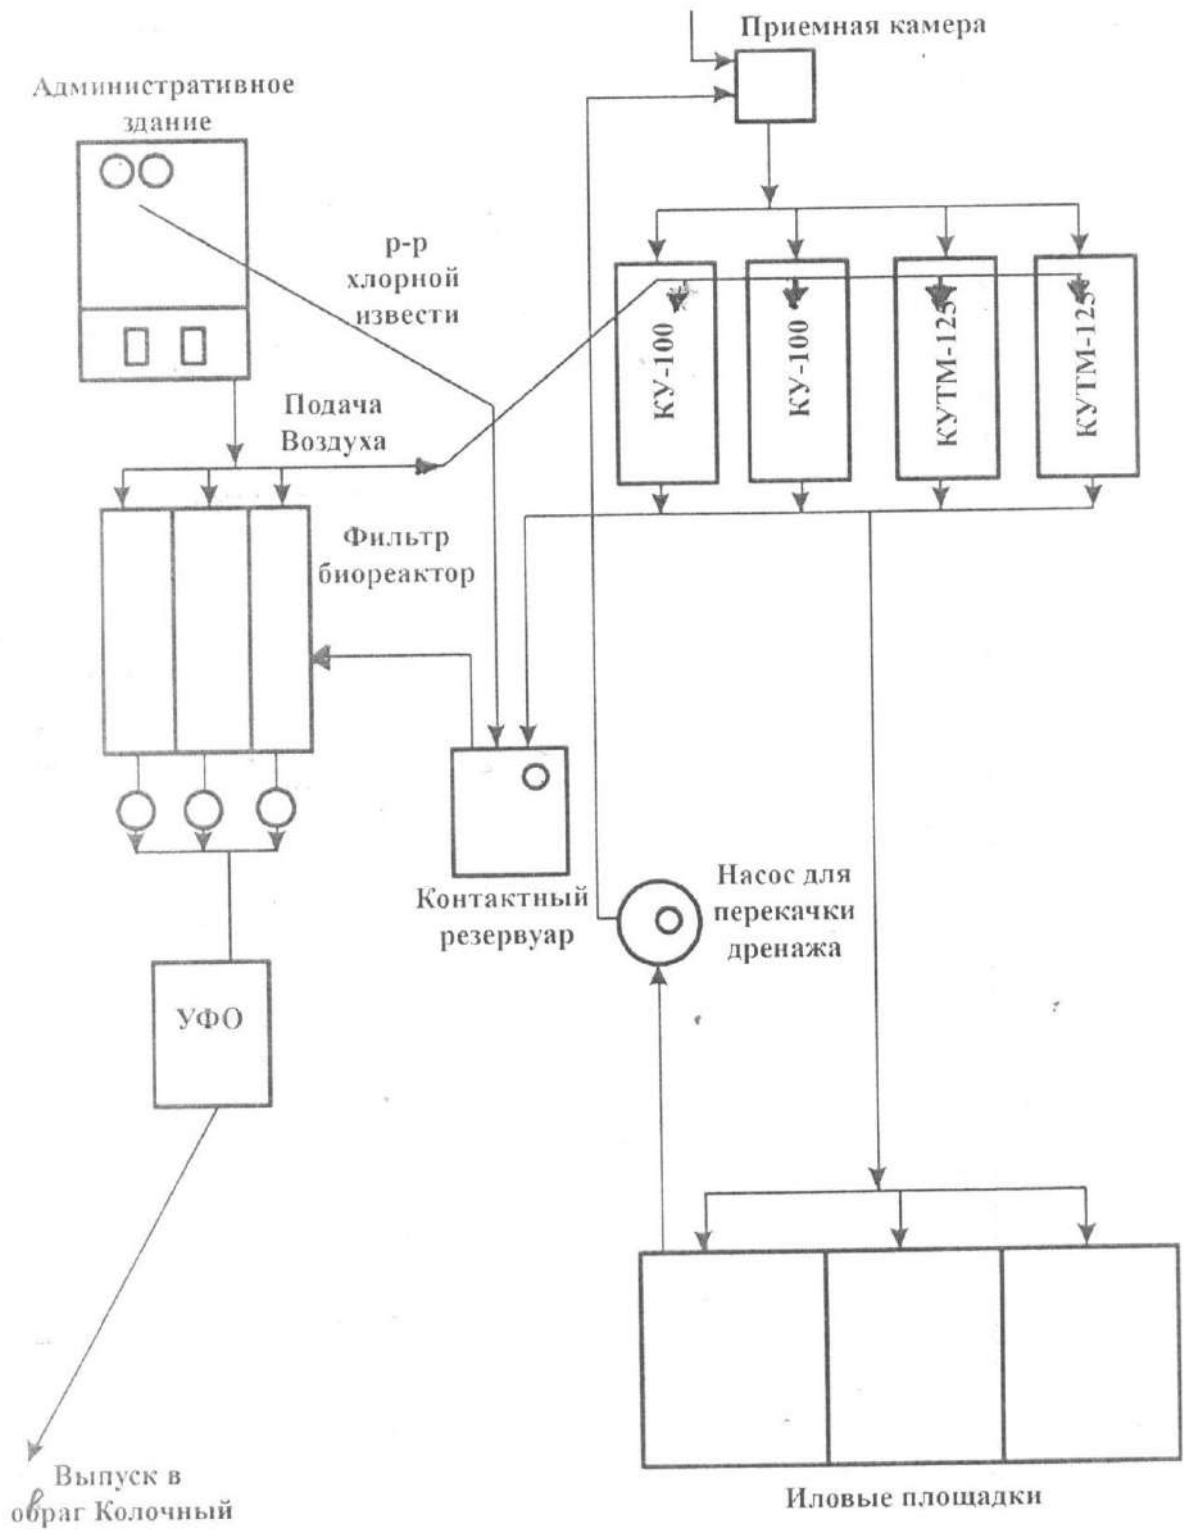 Приемная камера
Административное
здание
р-р
хлорной
извести
КУ-100
КУ-100
КУТМ-125
КУТМ-125
Подача
Воздуха
Фильтр
биореактор
Контактный
резервуар
Насос для
перекачки
дренажа
УФО
Выпуск в
овраг Колочный
Иловые площадки